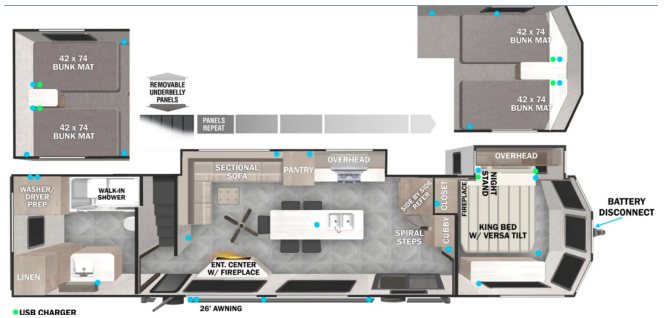 42 x 74
BUNK MAT
42 x 74
BUNK MAT
REMOVABLE
UNDERBELLY
PANELS
PANELS
REPEAT
42 x 74
BUNK MAT
42 x 74
BUNK MAT
WASHER/
DRYER
PREP
WALK-IN
SHOWER
LINEN
SECTIONAL
SOFA
PANTRY
OVERHEAD
SIDE BY SIDE
REFER
CLOSET
CUBBY
SPIRAL
STEPS
ENT. CENTER
W/ FIREPLACE
26' AWNING
OVERHEAD
NIGHT
STAND
FIREPLACE
KING BED
W/ VERSA TILT
BATTERY
DISCONNECT
USB CHARGER